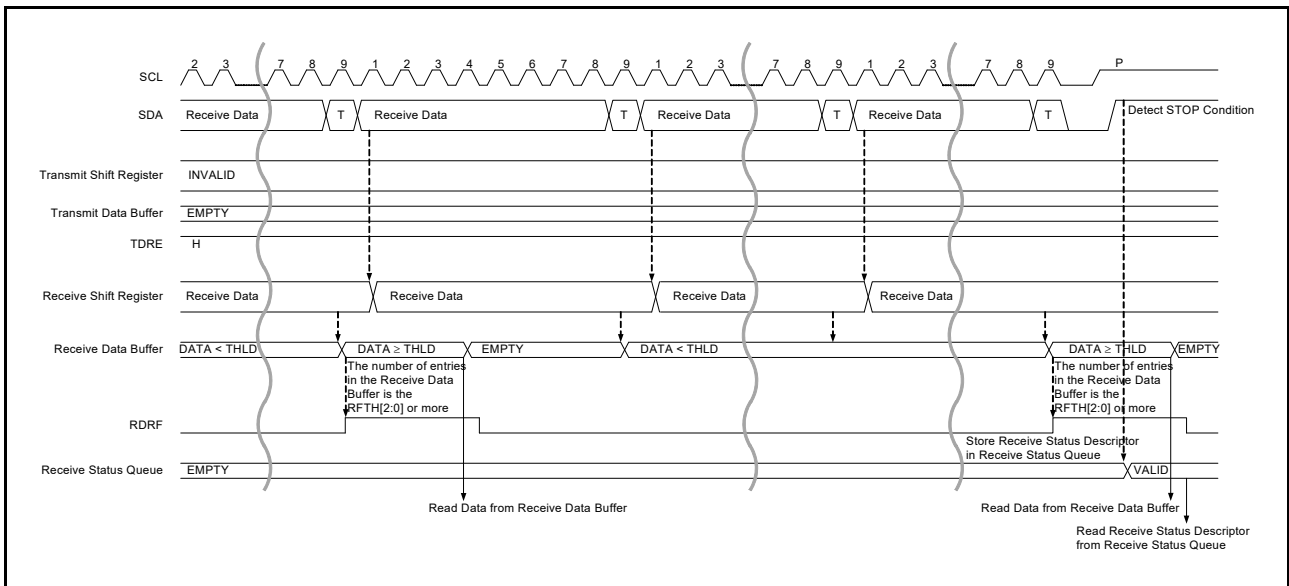 SCL 2 3 7 8 9 1 2 3 4 5 6 7 8 9 1 2 3 7 8 9 1 2 3 7 8 9 P
SDA Receive Data T Receive Data T Receive Data T Receive Data T Detect STOP Condition
Transmit Shift Register INVALID
Transmit Data Buffer EMPTY
TDRE H
Receive Shift Register Receive Data Receive Data Receive Data Receive Data
Receive Data Buffer DATA < THLD DATA ≥ THLD EMPTY DATA < THLD DATA ≥ THLD EMPTY
The number of entries
in the Receive Data
Buffer is the
RFTH[2:0] or more
The number of entries
in the Receive Data
Buffer is the
RFTH[2:0] or more
RDRF
Store Receive Status Descriptor
in Receive Status Queue
Receive Status Queue EMPTY VALID
Read Data from Receive Data Buffer
Read Data from Receive Data Buffer
Read Receive Status Descriptor
from Receive Status Queue